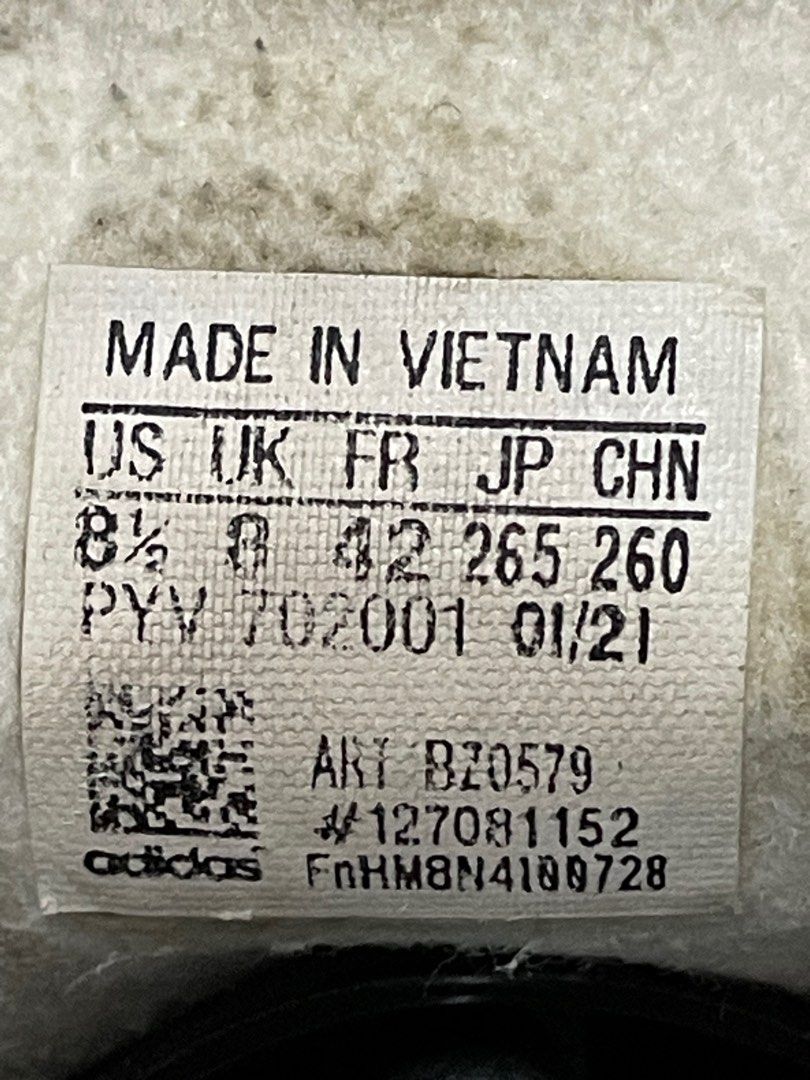 MADE IN VIETNAM
US UK FR JP CHN
8½ 8 42 265 260
PYV 702001 01/21
ART BZ0579
#127081152
adidas FnHM8N4100728